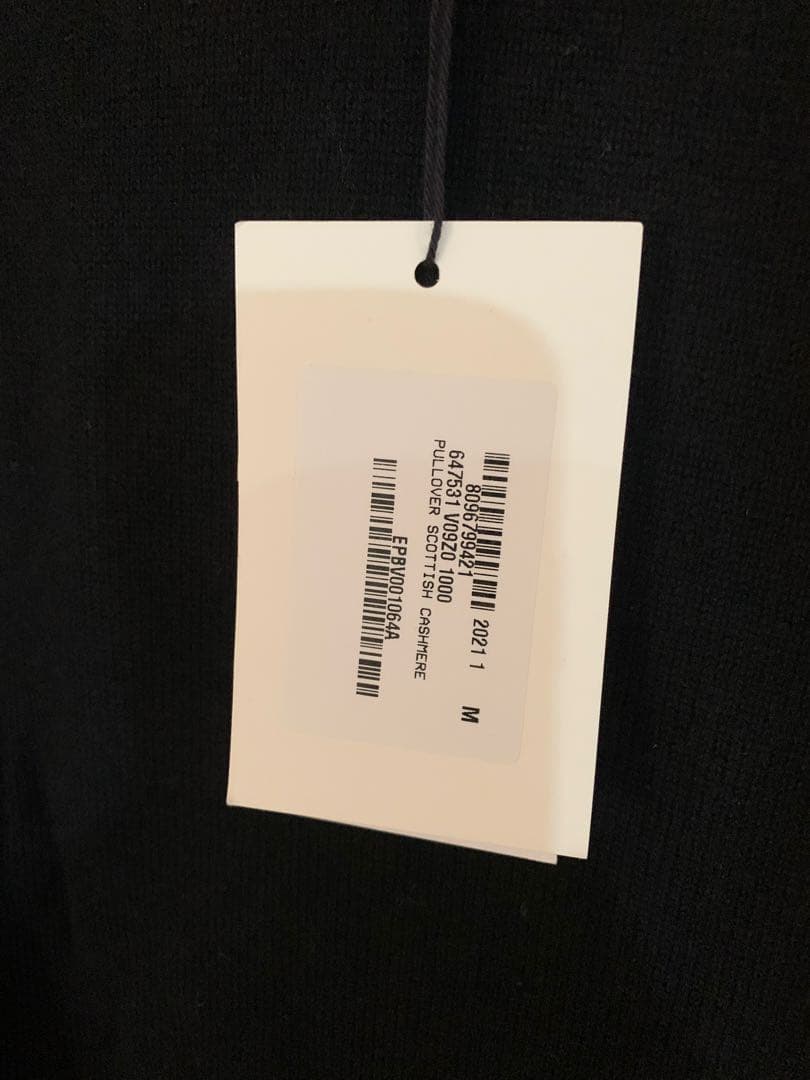 8096799421 2021 1
647531 V09Z0 1000 M
PULLOVER SCOTTISH CASHMERE
EPBV001064A